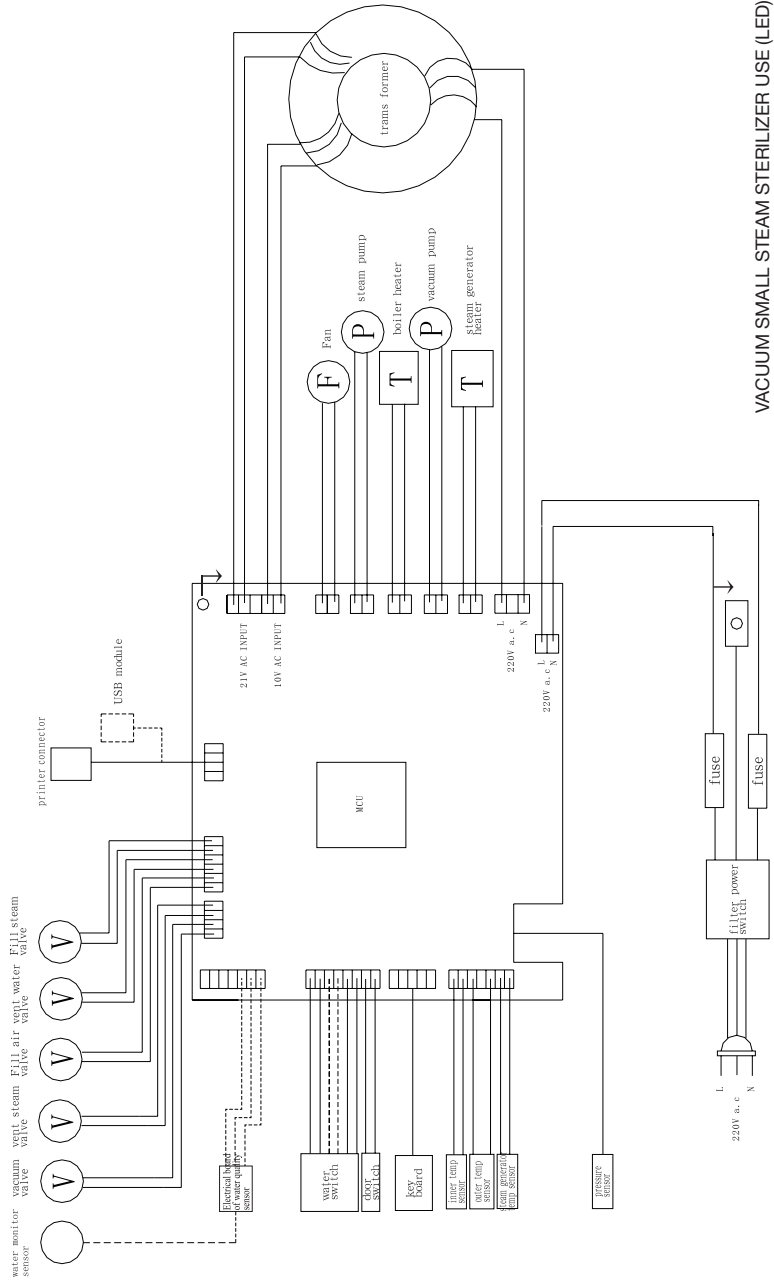 VACUUM SMALL STEAM STERILIZER USE (LED)
trams former
Fan
F
steam pump
P
boiler heater
T
vacuum pump
P
steam generator
heater
T
21V AC INPUT
10V AC INPUT
L
220V a.c
N
L
220V a.c
N
printer connector
USB module
MCU
fuse
fuse
filter power
switch
L
220V a.c
N
Fill steam
valve
V
vent water
valve
V
Fill air
valve
V
vent steam
valve
V
vacuum
valve
V
water monitor
sensor
Electrical board
of water quality
sensor
water
switch
door
switch
key
board
inner temp
sensor
outer temp
sensor
steam generator
temp sensor
pressure
sensor